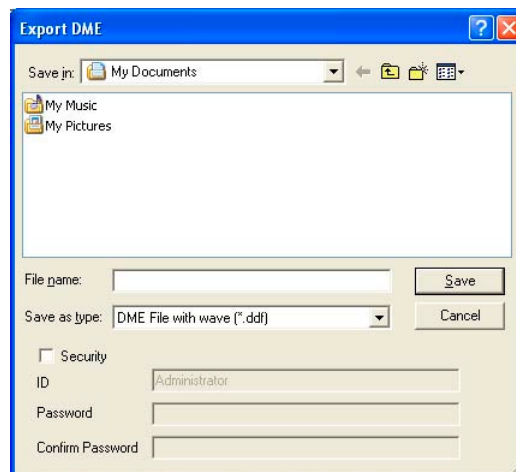 Export DME
Save in: My Documents
My Music
My Pictures
File name: Save
Save as type: DME File with wave (*.ddf) Cancel
Security
ID Administrator
Password
Confirm Password